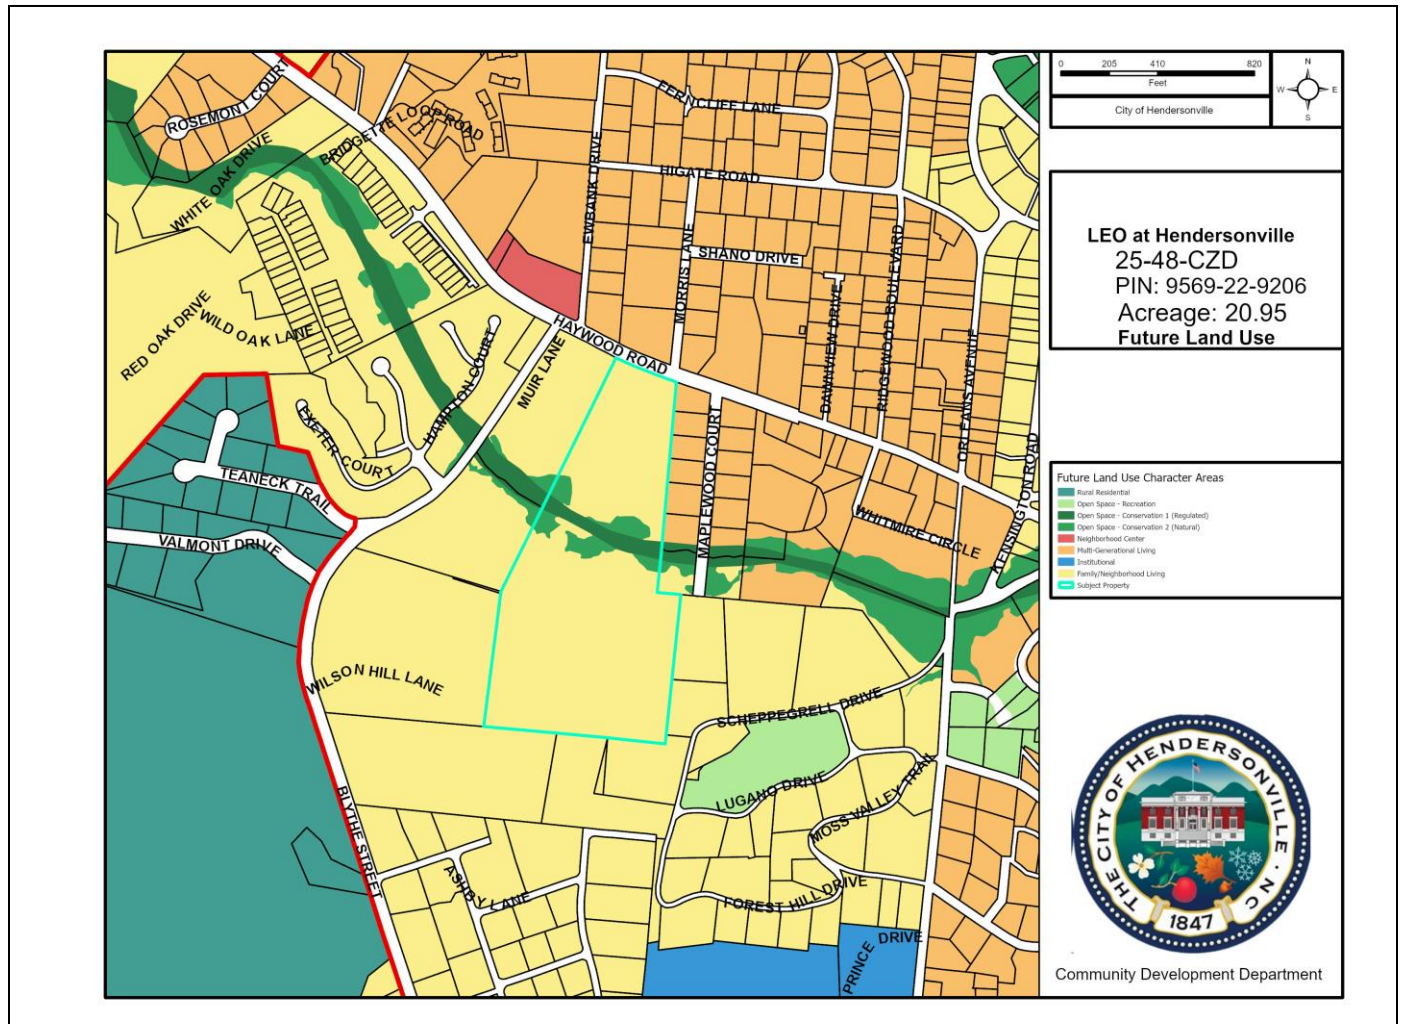 0 205 410 820
Feet
City of Hendersonville
N
W E
S
LEO at Hendersonville
25-48-CZD
PIN: 9569-22-9206
Acreage: 20.95
Future Land Use
Future Land Use Character Areas
Rural Residential
Open Space - Recreation
Open Space - Conservation 1 (Regulated)
Open Space - Conservation 2 (Natural)
Neighborhood Center
Multi-Generational Living
Institutional
Family/Neighborhood Living
Subject Property
THE CITY OF HENDERSONVILLE · NC
1847
Community Development Department
ROSEMONT COURT
WHITE OAK DRIVE
BRIDGETTE LOOP ROAD
FERNCLIFF LANE
EWBANK DRIVE
HIGATE ROAD
MORRIS LANE
SHANO DRIVE
DAWNVIEW DRIVE
RIDGEWOOD BOULEVARD
ORLEANS AVENUE
KENSINGTON ROAD
RED OAK DRIVE
WILD OAK LANE
HAYWOOD ROAD
MUIR LANE
HAMPTON COURT
EXETER COURT
TEANECK TRAIL
VALMONT DRIVE
MAPLEWOOD COURT
WHITMIRE CIRCLE
WILSON HILL LANE
SCHEPPEGRELL DRIVE
LUGANO DRIVE
MOSS VALLEY TRAIL
FOREST HILL DRIVE
BLYTHE STREET
ASHBY LANE
PRINCE DRIVE